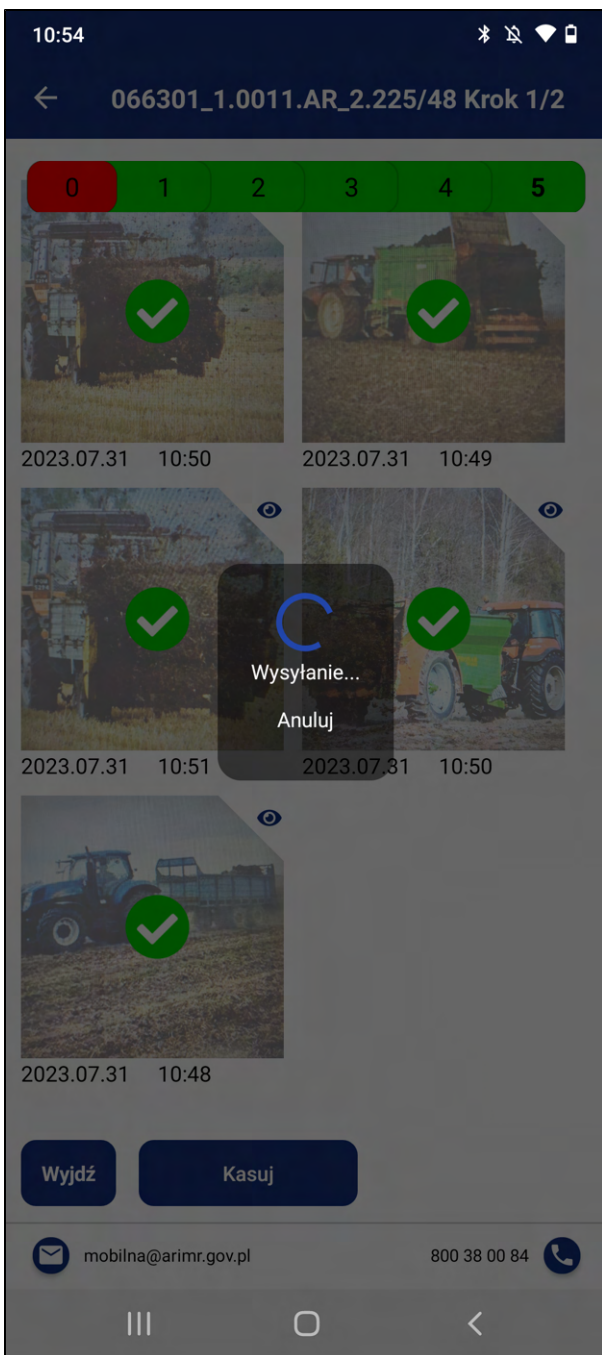 10:54
066301_1.0011.AR_2.225/48 Krok 1/2
0 1 2 3 4 5
2023.07.31 10:50
2023.07.31 10:49
Wysyłanie...
Anuluj
2023.07.31 10:51
2023.07.31 10:50
2023.07.31 10:48
Wyjdź
Kasuj
mobilna@arimr.gov.pl
800 38 00 84